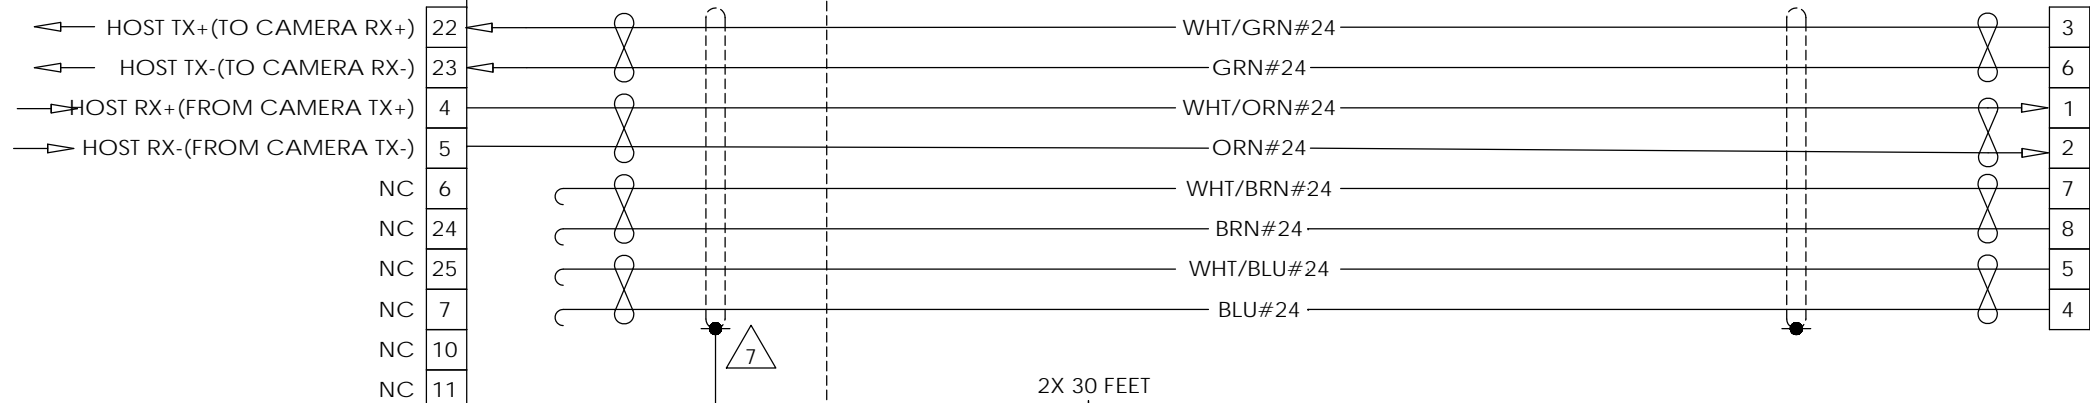 HOST TX+(TO CAMERA RX+) 22 WHT/GRN#24 3
HOST TX-(TO CAMERA RX-) 23 GRN#24 6
HOST RX+(FROM CAMERA TX+) 4 WHT/ORN#24 1
HOST RX-(FROM CAMERA TX-) 5 ORN#24 2
NC 6 WHT/BRN#24 7
NC 24 BRN#24 8
NC 25 WHT/BLU#24 5
NC 7 BLU#24 4
NC 10 7
NC 11 2X 30 FEET